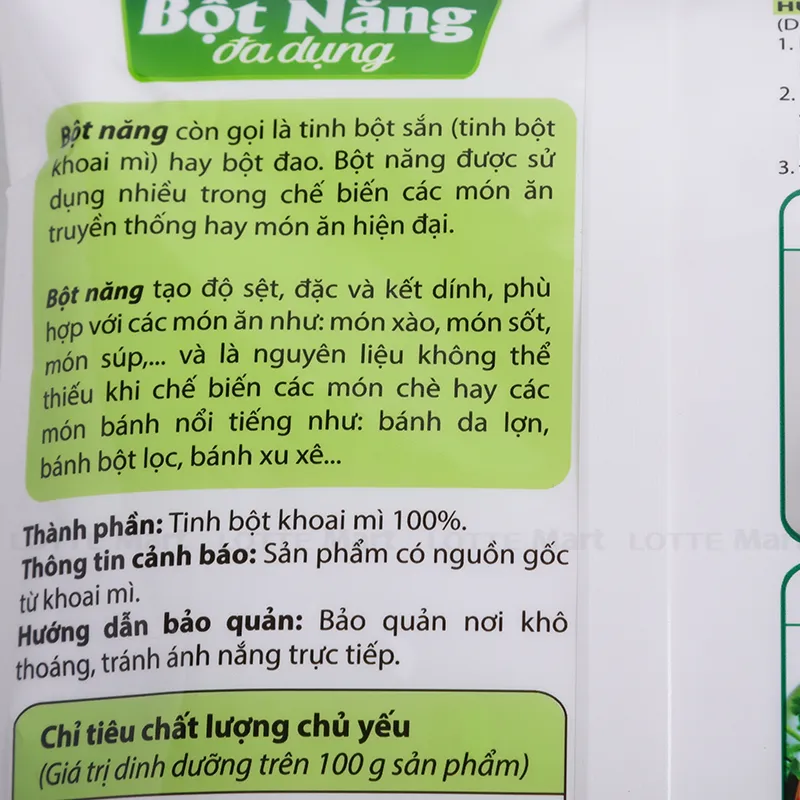 Bột Năng
đa dụng
Bột năng còn gọi là tinh bột sắn (tinh bột
khoai mì) hay bột đao. Bột năng được sử
dụng nhiều trong chế biến các món ăn
truyền thống hay món ăn hiện đại.
Bột năng tạo độ sệt, đặc và kết dính, phù
hợp với các món ăn như: món xào, món sốt,
món súp,... và là nguyên liệu không thể
thiếu khi chế biến các món chè hay các
món bánh nổi tiếng như: bánh da lợn,
bánh bột lọc, bánh xu xê...
Thành phần: Tinh bột khoai mì 100%.
Thông tin cảnh báo: Sản phẩm có nguồn gốc
từ khoai mì.
Hướng dẫn bảo quản: Bảo quản nơi khô
thoáng, tránh ánh nắng trực tiếp.
Chỉ tiêu chất lượng chủ yếu
(Giá trị dinh dưỡng trên 100 g sản phẩm)
1.
2.
3.
LOTTE Mart LOTTE Mart